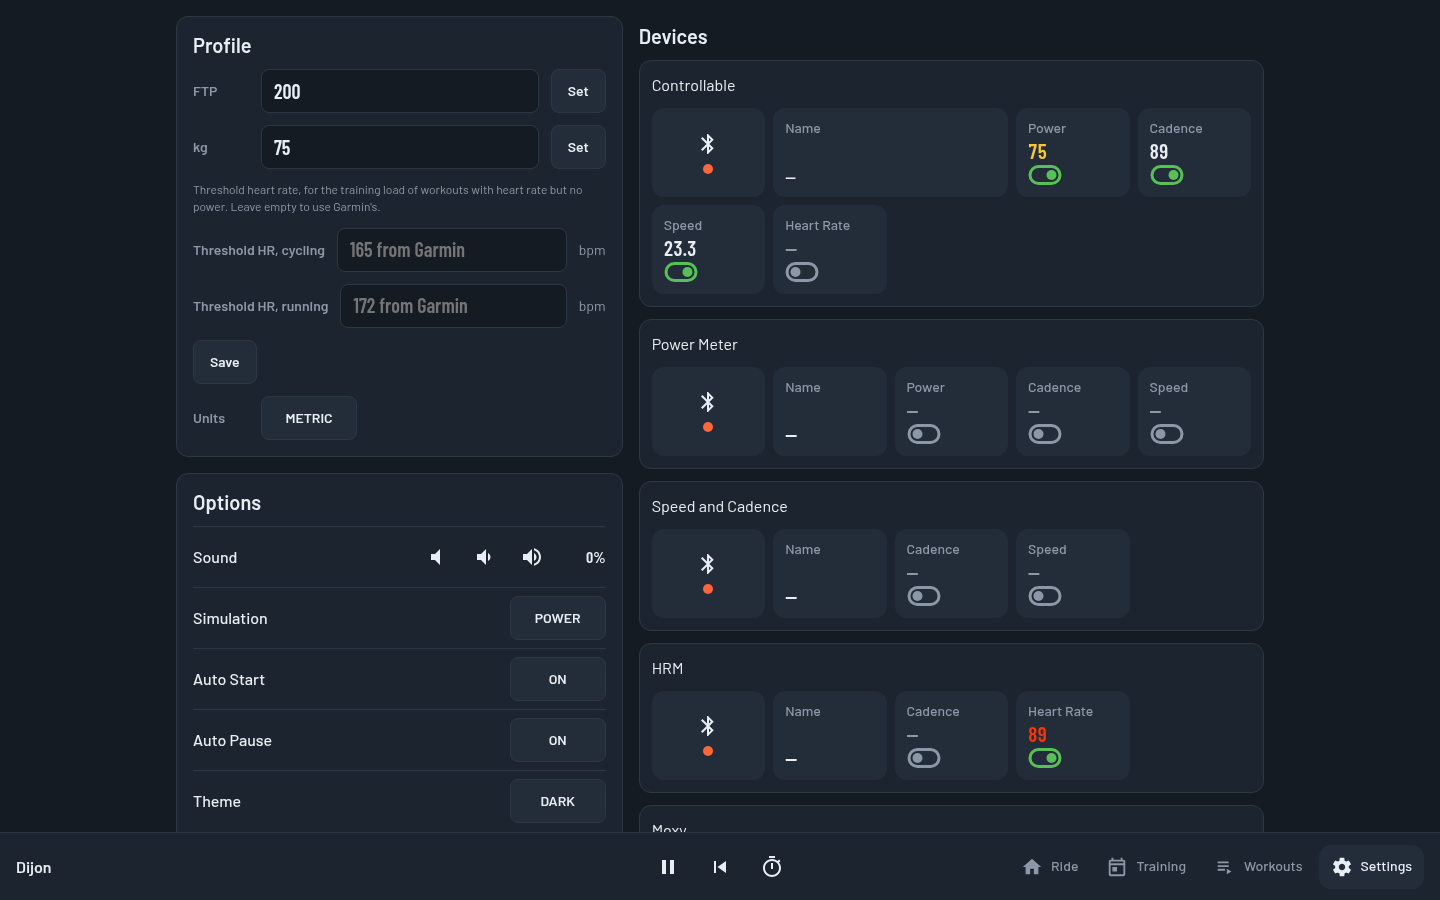 Profile
FTP
200
Set
kg
75
Set
Threshold heart rate, for the training load of workouts with heart rate but no
power. Leave empty to use Garmin's.
Threshold HR, cycling
165 from Garmin
bpm
Threshold HR, running
172 from Garmin
bpm
Save
Units
METRIC
Options
Sound
0%
Simulation
POWER
Auto Start
ON
Auto Pause
ON
Theme
DARK
Devices
Controllable
Name
–
Power
75
Cadence
89
Speed
23.3
Heart Rate
–
Power Meter
Name
–
Power
–
Cadence
–
Speed
–
Speed and Cadence
Name
–
Cadence
–
Speed
–
HRM
Name
–
Cadence
–
Heart Rate
89
Moxy
Dijon
Ride
Training
Workouts
Settings